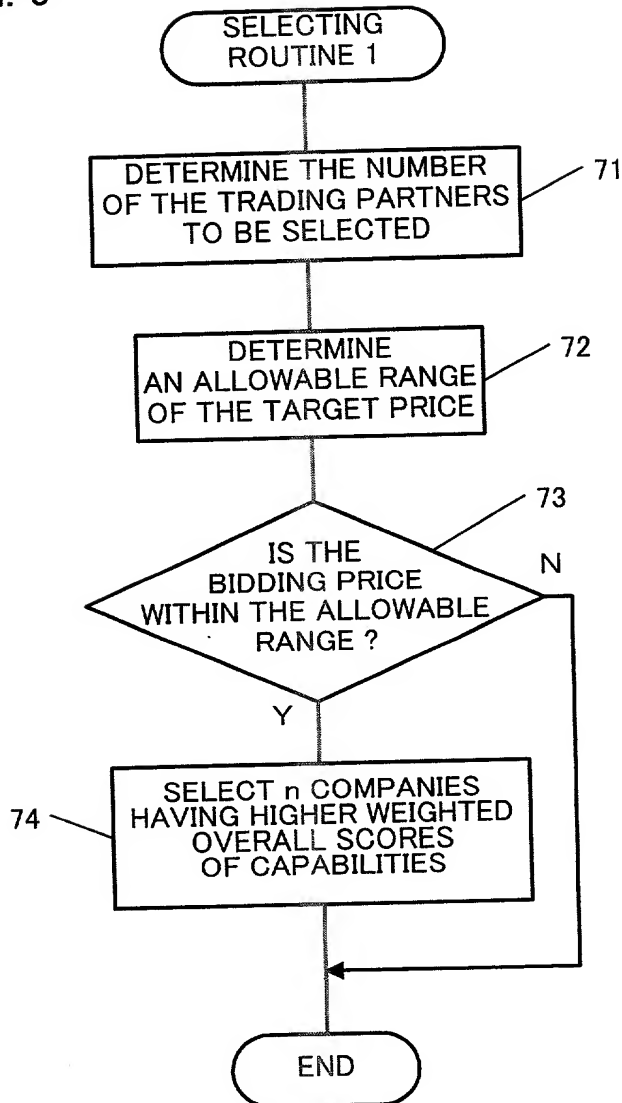 SELECTING
ROUTINE 1
DETERMINE THE NUMBER
OF THE TRADING PARTNERS
TO BE SELECTED
71
DETERMINE
AN ALLOWABLE RANGE
OF THE TARGET PRICE
72
73
IS THE
BIDDING PRICE
WITHIN THE ALLOWABLE
RANGE ?
N
Y
74
SELECT n COMPANIES
HAVING HIGHER WEIGHTED
OVERALL SCORES
OF CAPABILITIES
END